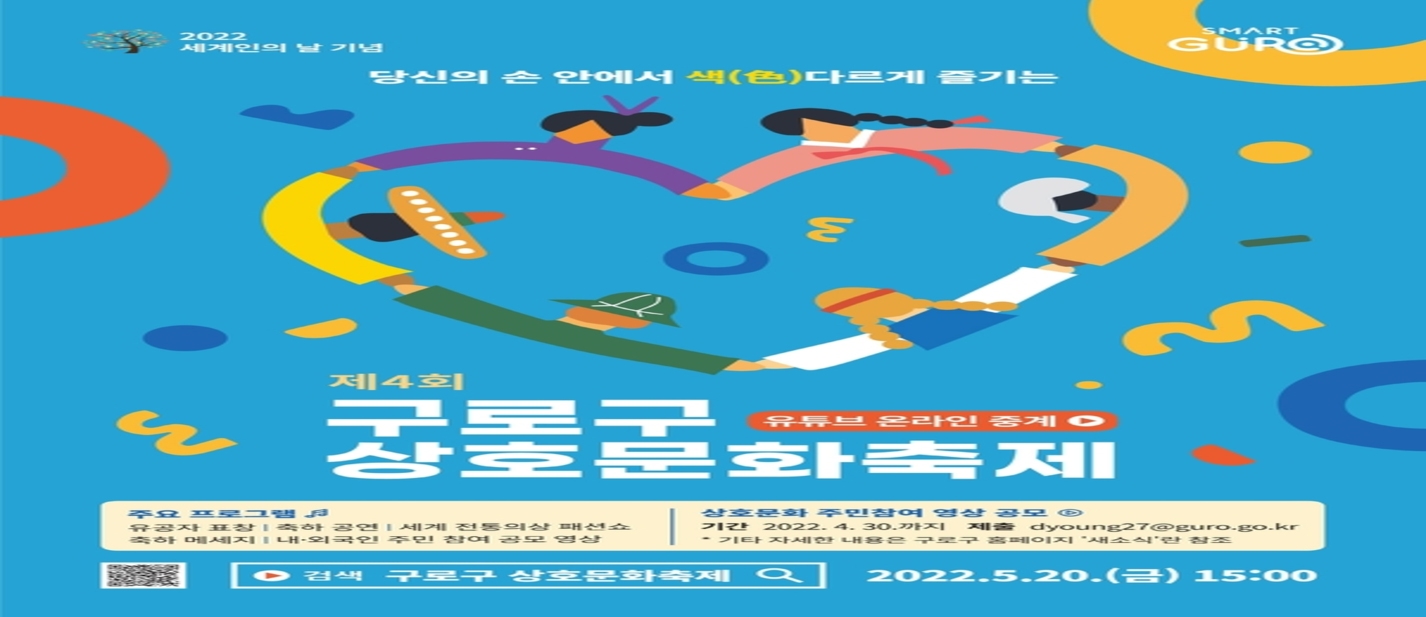 2022
세계인의 날 기념
SMART
GURO
당신의 손 안에서 색(色)다르게 즐기는
제4회
구로구
유튜브 온라인 중계
상호문화축제
주요 프로그램
유공자 표창 | 축하 공연 | 세계 전통의상 패션쇼
축하 메세지 | 내·외국인 주민 참여 공모 영상
상호문화 주민참여 영상 공모
기간 2022. 4. 30.까지 제출 dyoung27@guro.go.kr
* 기타 자세한 내용은 구로구 홈페이지 '새소식'란 참조
검색 구로구 상호문화축제
2022.5.20.(금) 15:00